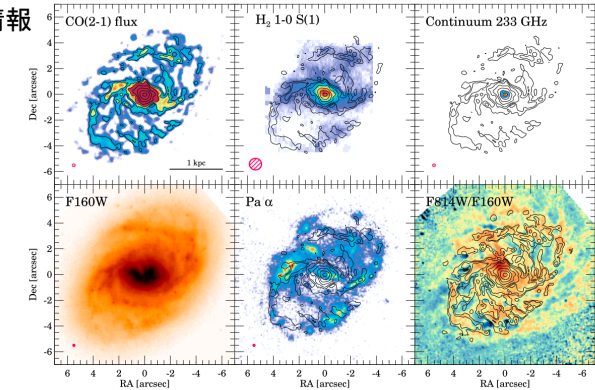 情報
CO(2-1) flux
H₂ 1-0 S(1)
Continuum 233 GHz
Dec [arcsec]
6
4
2
0
-2
-4
-6
1 kpc
F160W
Pa α
F814W/F160W
Dec [arcsec]
6
4
2
0
-2
-4
-6
6 4 2 0 -2 -4 -6
6 4 2 0 -2 -4 -6
6 4 2 0 -2 -4 -6
RA [arcsec]
RA [arcsec]
RA [arcsec]